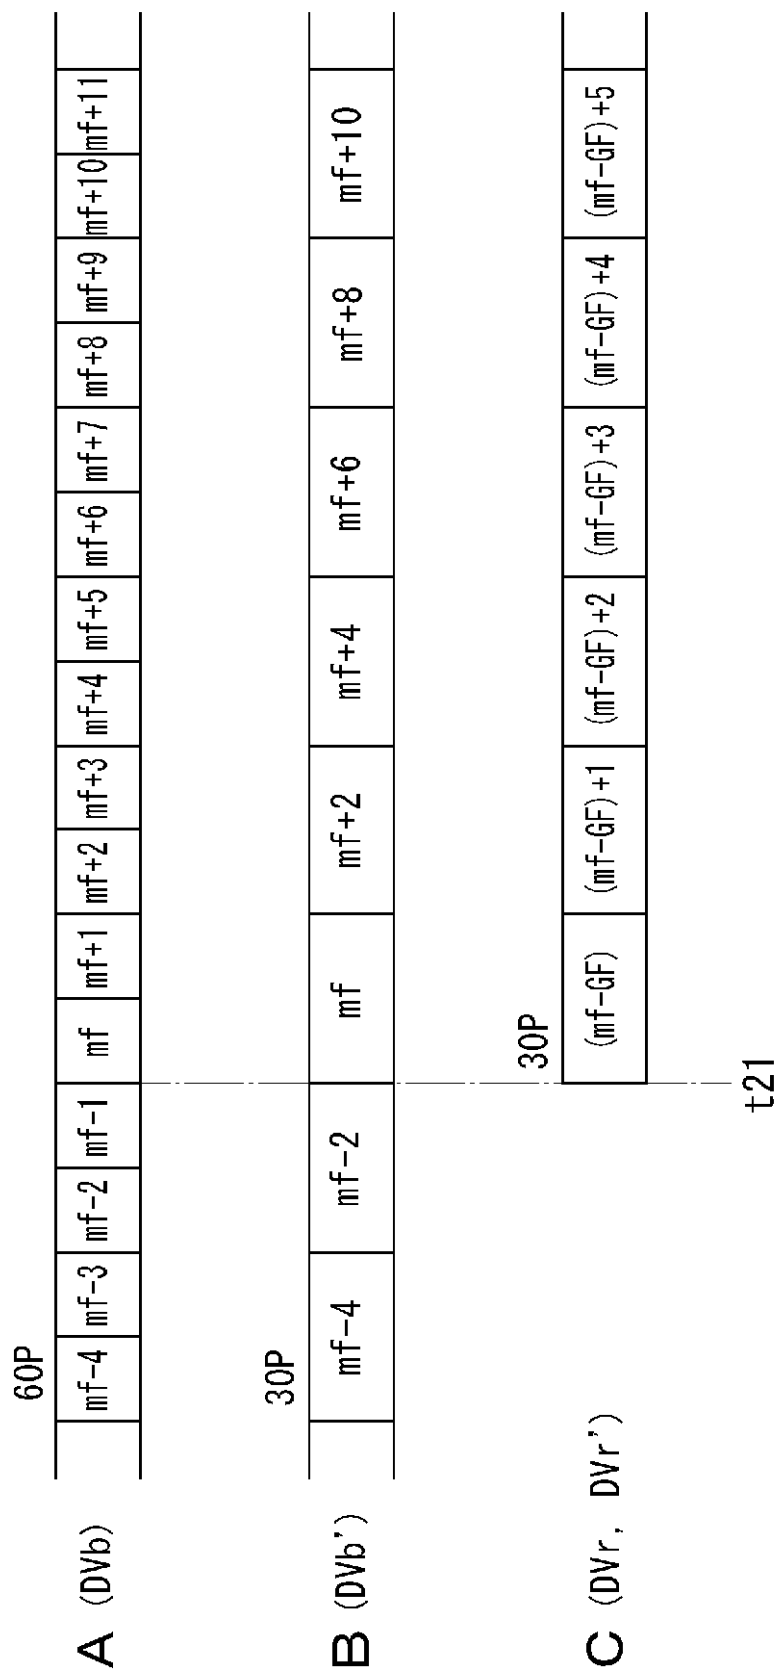 60P
A (DVb) mf-4 mf-3 mf-2 mf-1 mf mf+1 mf+2 mf+3 mf+4 mf+5 mf+6 mf+7 mf+8 mf+9 mf+10 mf+11
30P
B (DVb') mf-4 mf-2 mf mf+2 mf+4 mf+6 mf+8 mf+10
30P
C (DVr, DVr') (mf-GF) (mf-GF)+1 (mf-GF)+2 (mf-GF)+3 (mf-GF)+4 (mf-GF)+5
t21